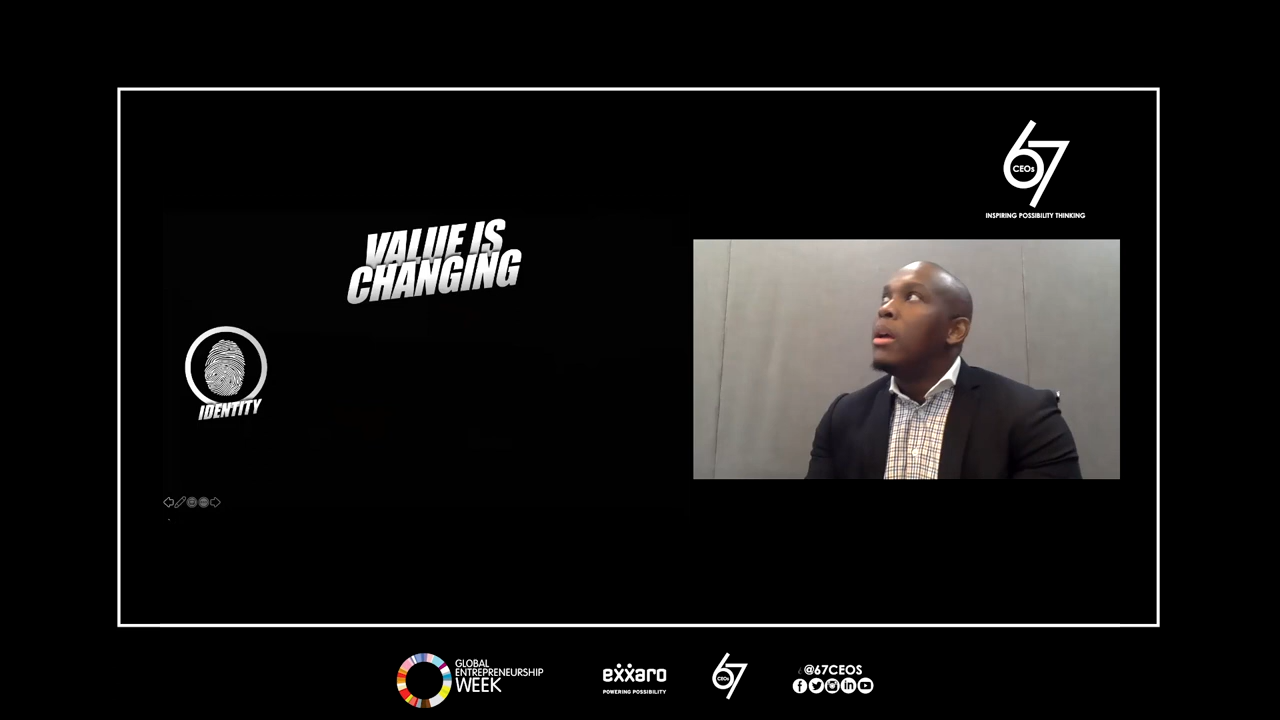 67
CEOs
INSPIRING POSSIBILITY THINKING
VALUE IS
CHANGING
IDENTITY
GLOBAL
ENTREPRENEURSHIP
WEEK
exxaro
POWERING POSSIBILITY
67
CEOs
@67CEOS